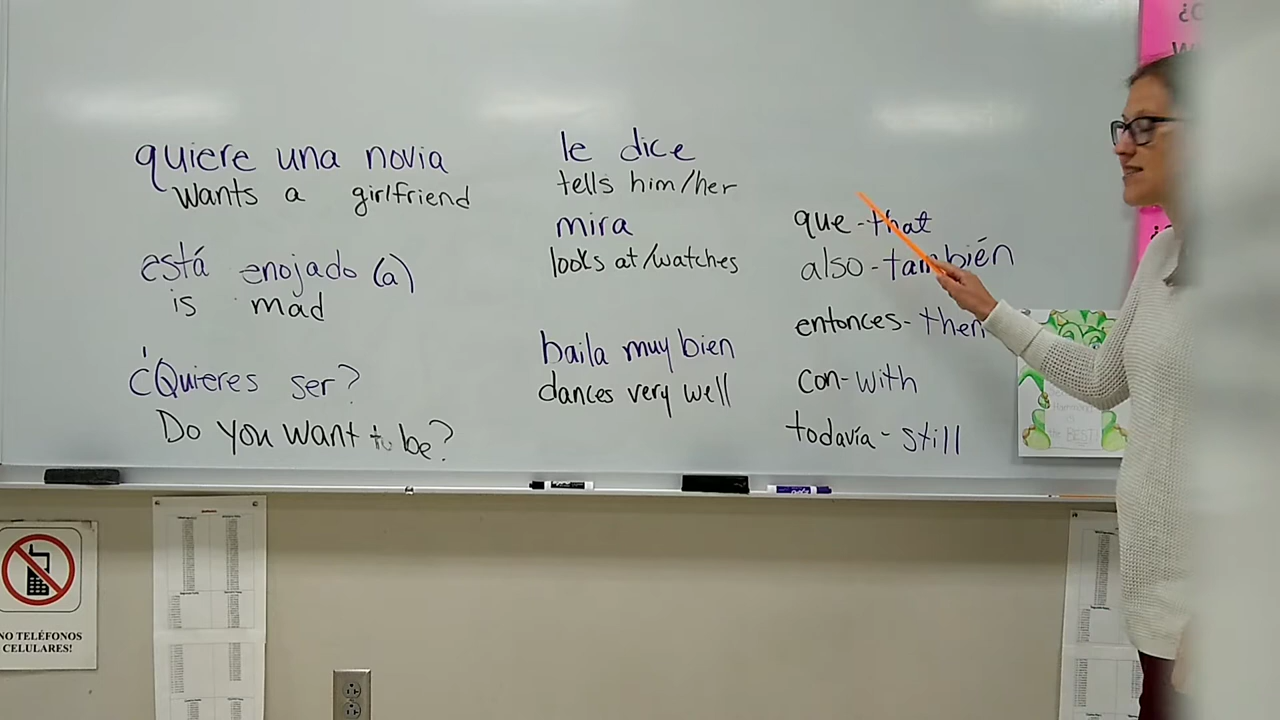 quiere una novia
wants a girlfriend
está enojado (a)
is mad
¿Quieres ser?
Do you want to be?
le dice
tells him/her
mira
looks at/watches
baila muy bien
dances very well
que - that
also - también
entonces - then
con - with
todavía - still
the BEST!
NO TELÉFONOS
CELULARES!